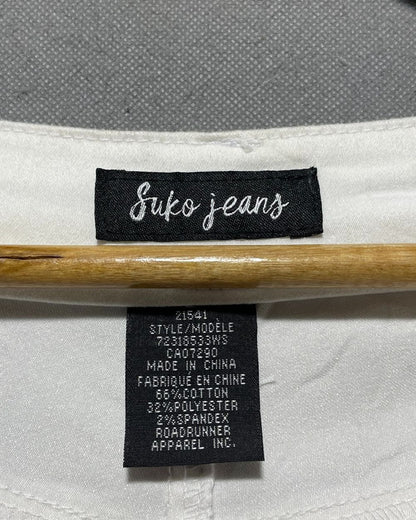 Suko jeans
21541
STYLE/MODÈLE
72318533WS
CA07290
MADE IN CHINA
FABRIQUÉ EN CHINE
66%COTTON
32%POLYESTER
2%SPANDEX
ROADRUNNER
APPAREL INC.